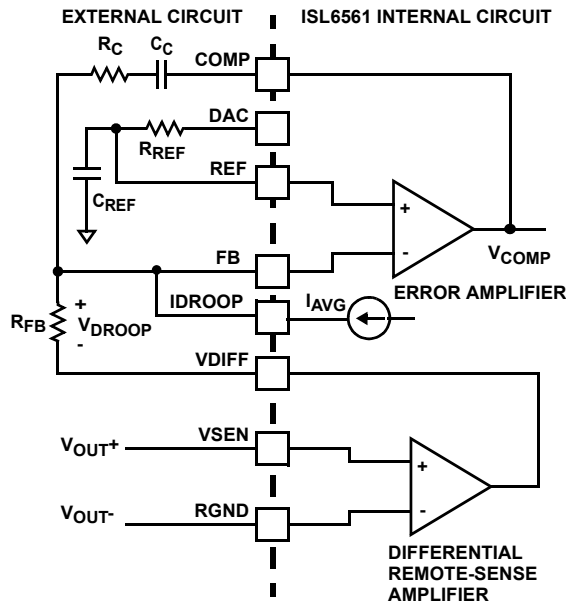 EXTERNAL CIRCUIT
ISL6561 INTERNAL CIRCUIT
RC
CC
COMP
DAC
RREF
REF
CREF
+
-
VCOMP
FB
ERROR AMPLIFIER
IDROOP
IAVG
RFB
+
VDROOP
-
VDIFF
VOUT+
VSEN
+
VOUT-
RGND
-
DIFFERENTIAL
REMOTE-SENSE
AMPLIFIER